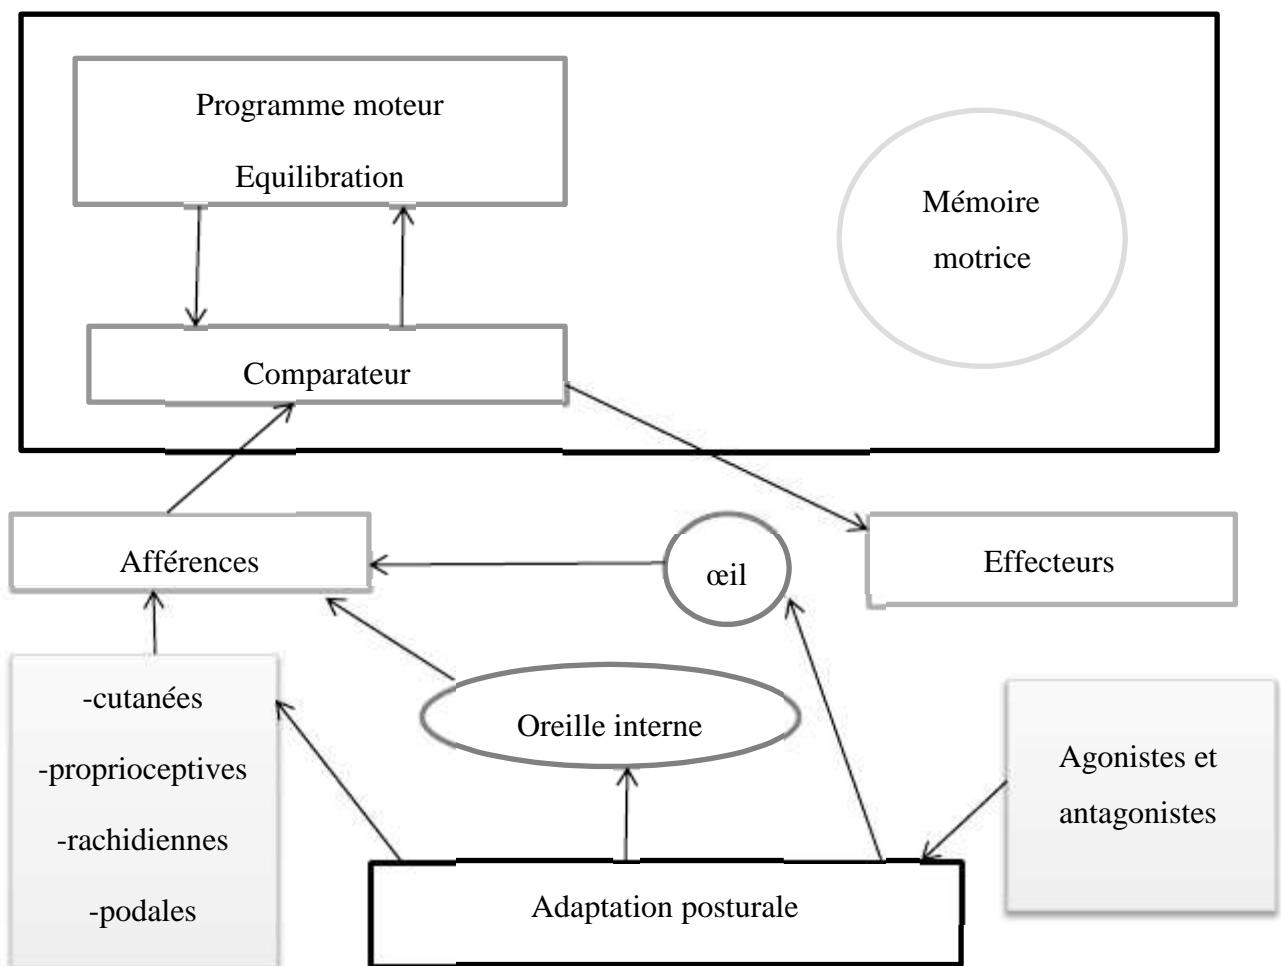 Programme moteur
Equilibration
Mémoire
motrice
Comparateur
Afférences
œil
Effecteurs
-cutanées
-proprioceptives
-rachidiennes
-podales
Oreille interne
Agonistes et
antagonistes
Adaptation posturale